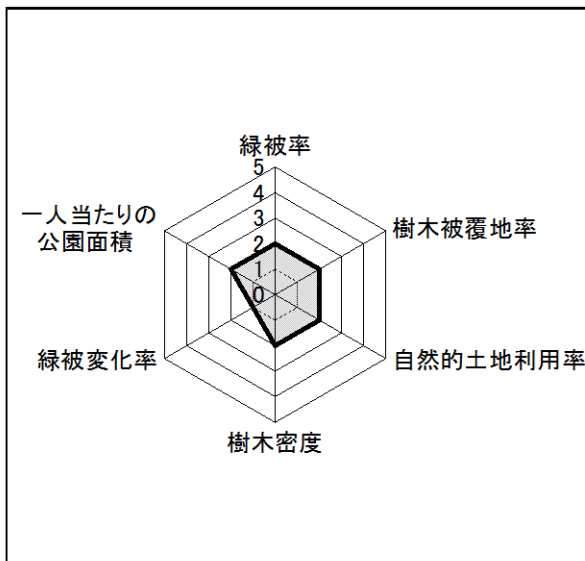 緑被率
5
4
3
2
1
0
一人当たりの
公園面積
樹木被覆地率
緑被変化率
自然的土地利用率
樹木密度